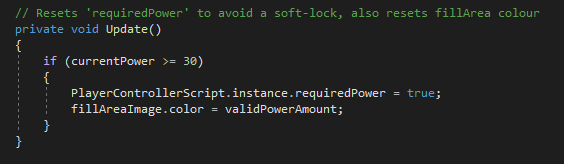 // Resets 'requiredPower' to avoid a soft-lock, also resets fillArea colour
private void Update()
{
    if (currentPower >= 30)
    {
        PlayerControllerScript.instance.requiredPower = true;
        fillAreaImage.color = validPowerAmount;
    }
}